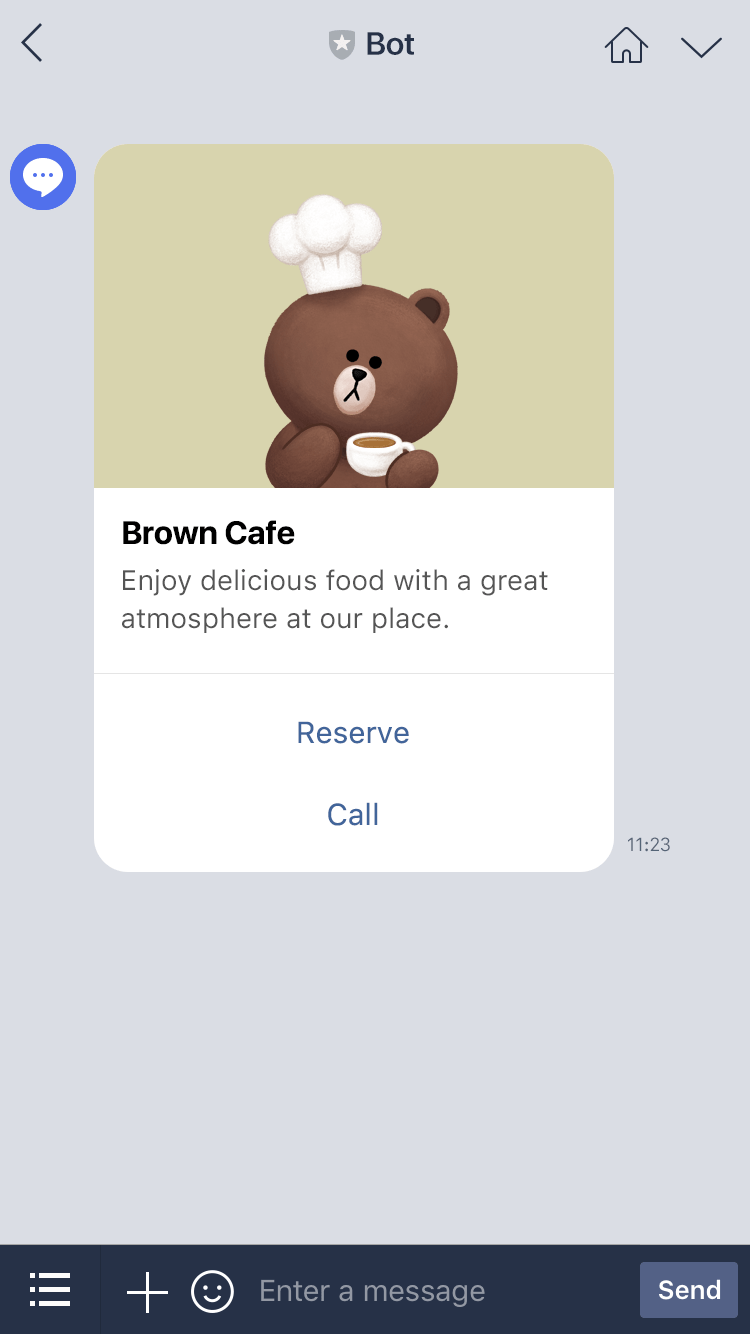 Bot
Brown Cafe
Enjoy delicious food with a great
atmosphere at our place.
Reserve
Call
11:23
Enter a message
Send